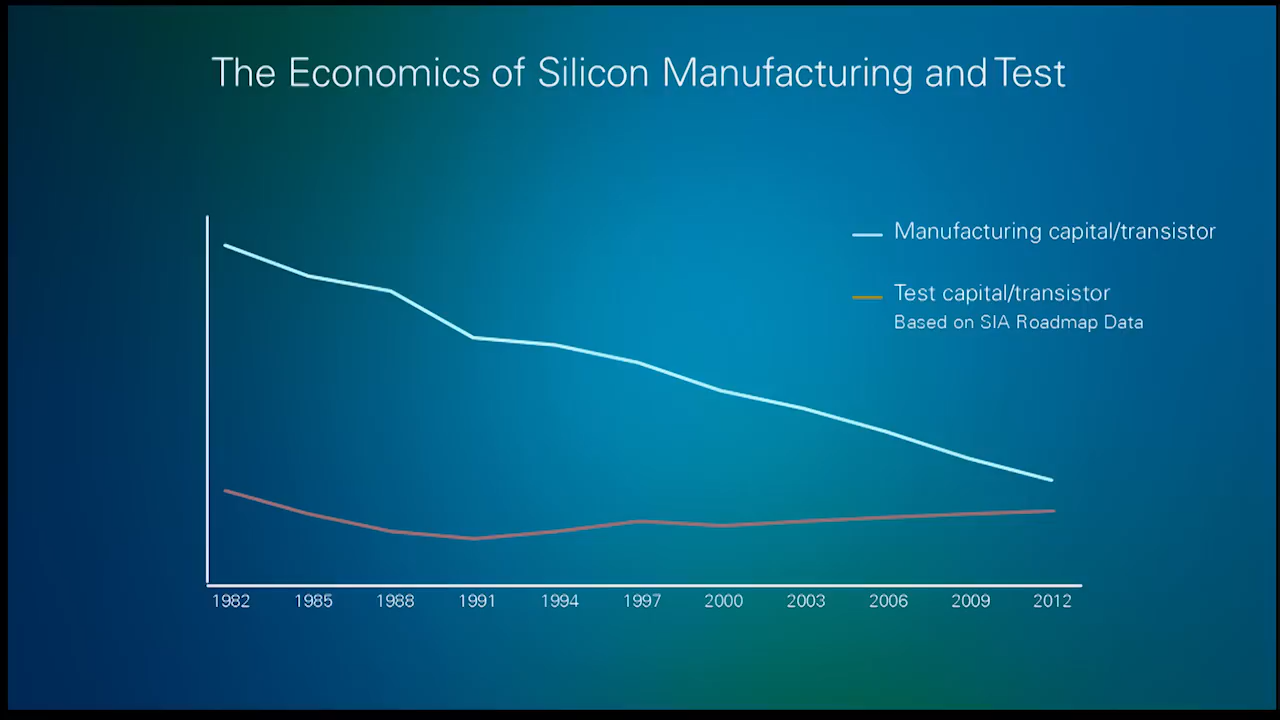 The Economics of Silicon Manufacturing and Test
Manufacturing capital/transistor
Test capital/transistor
Based on SIA Roadmap Data
1982 1985 1988 1991 1994 1997 2000 2003 2006 2009 2012